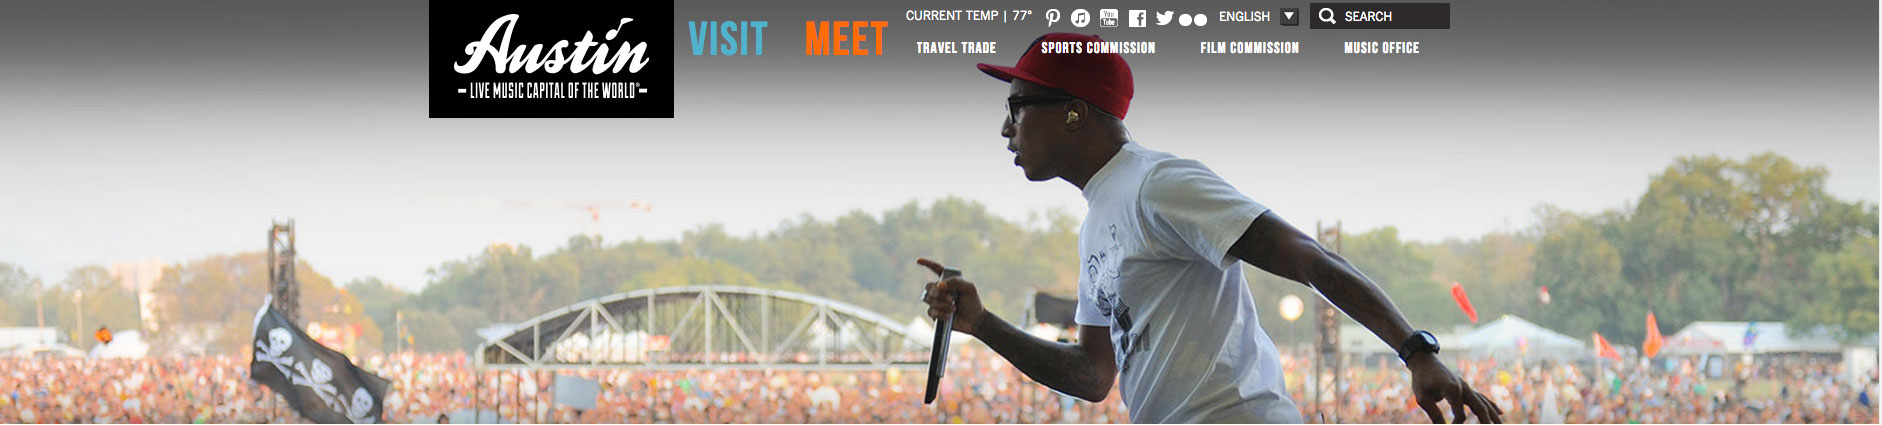 Austin
LIVE MUSIC CAPITAL OF THE WORLD®
VISIT
MEET
CURRENT TEMP | 77°
You
Tube
ENGLISH
SEARCH
TRAVEL TRADE
SPORTS COMMISSION
FILM COMMISSION
MUSIC OFFICE